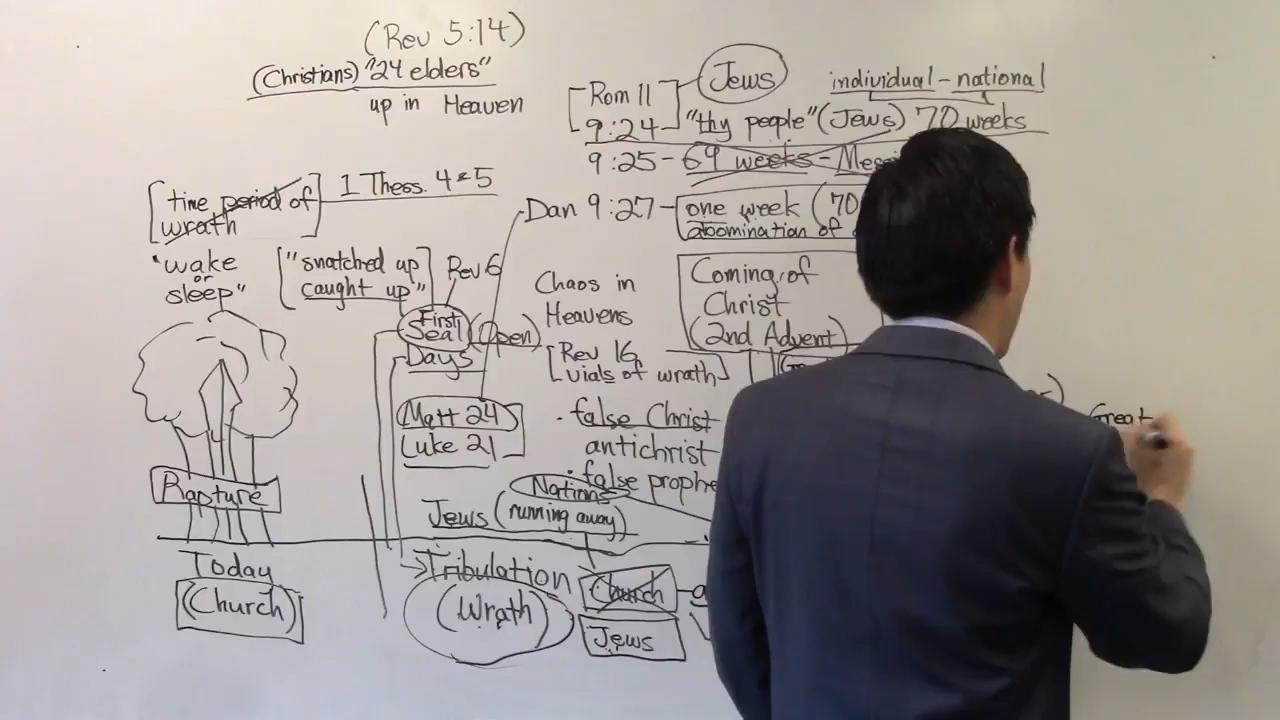 (Rev 5:14)
(Christians) "24 elders"
up in Heaven
[time period of
wrath]
1 Thess. 4 & 5
"wake
or
sleep"
["snatched up
caught up"]
Rev 6
First
Seal
(Open)
Days
Matt 24
Luke 21
Rapture
Today
(Church)
Jews
individual - national
[Rom 11
9:24]
"thy people" (Jews) 70 weeks
9:25 - 69 weeks -
Dan 9:27 - one week (70
abomination of
Chaos in
Heavens
Coming of
Christ
(2nd Advent)
[Rev 16
vials of wrath]
• false Christ
antichrist
• false prophe
Nations
Jews (running away)
Tribulation
(Wrath)
Church
Jews
Great